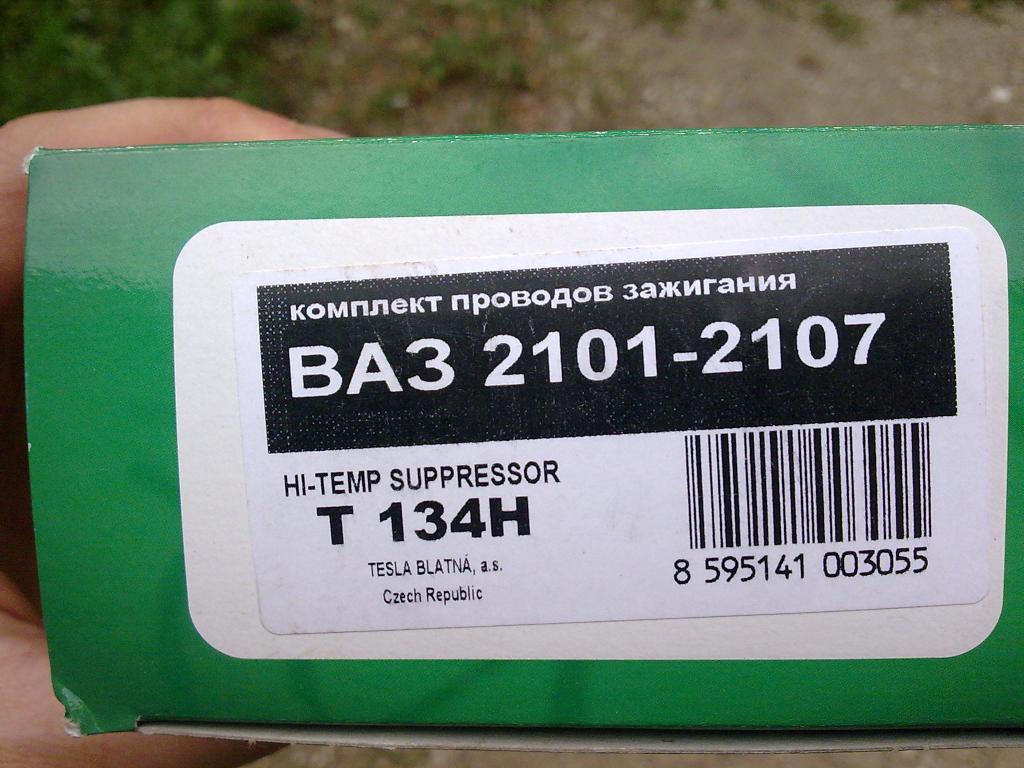 комплект проводов зажигания
ВАЗ 2101-2107
HI-TEMP SUPPRESSOR
T 134H
TESLA BLATNÁ, a.s.
Czech Republic
8 595141 003055